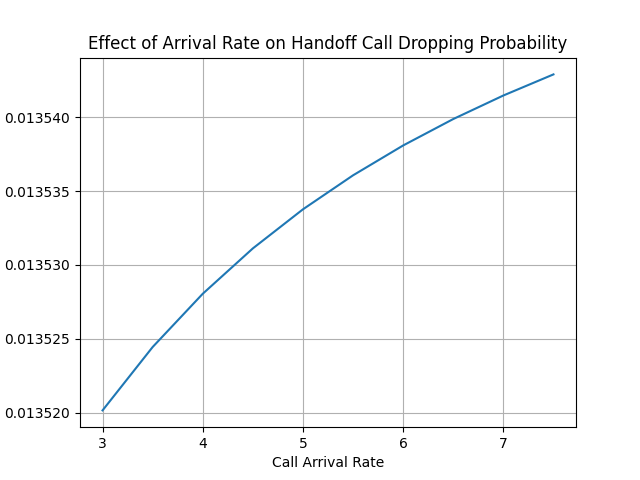 Effect of Arrival Rate on Handoff Call Dropping Probability
0.013540
0.013535
0.013530
0.013525
0.013520
3 4 5 6 7
Call Arrival Rate